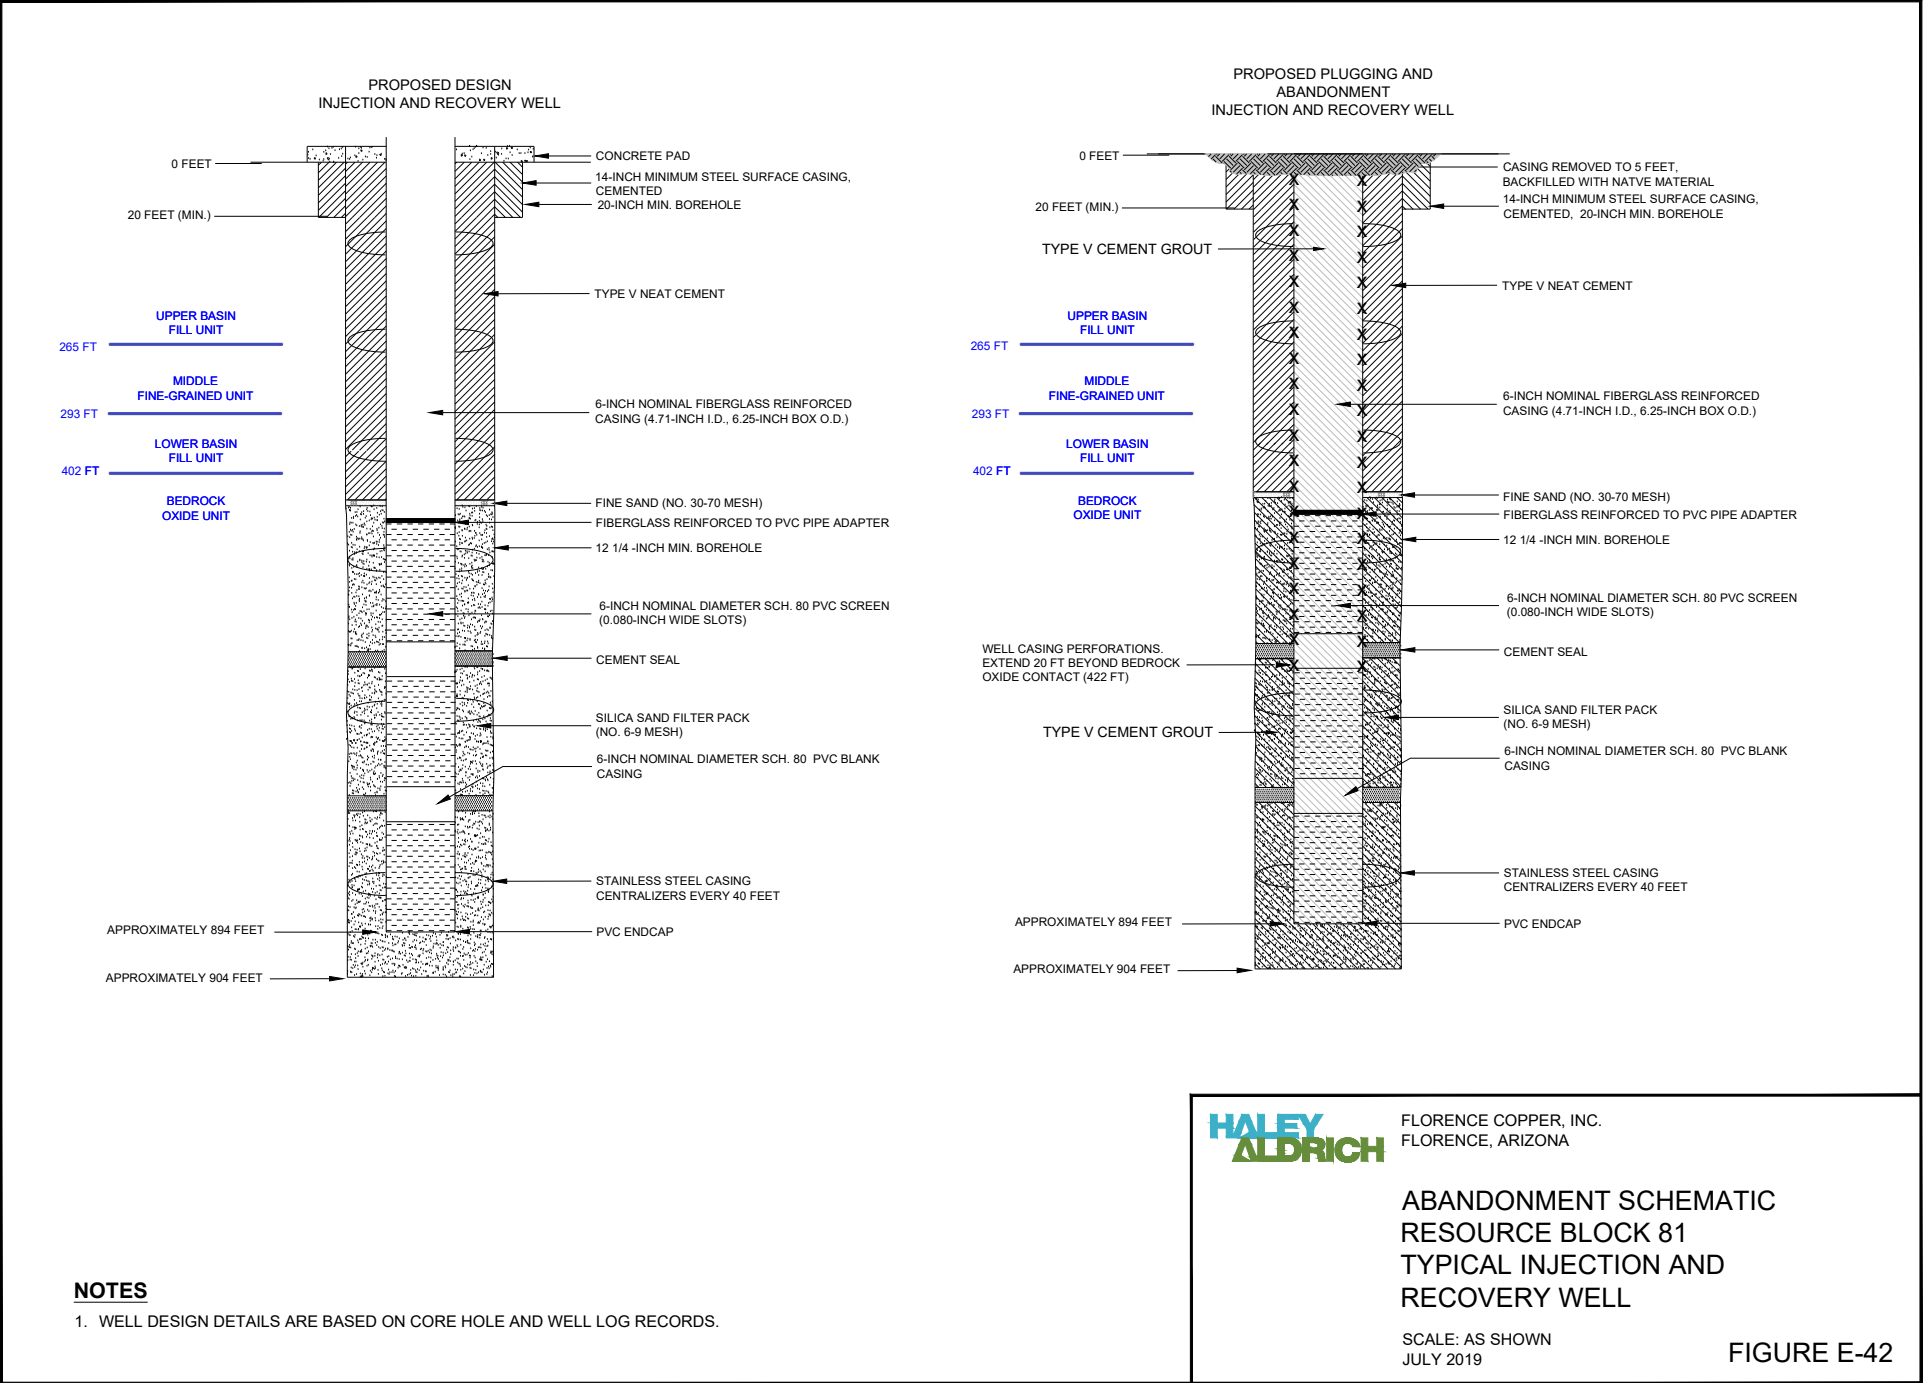 PROPOSED DESIGN
INJECTION AND RECOVERY WELL
0 FEET
20 FEET (MIN.)
CONCRETE PAD
14-INCH MINIMUM STEEL SURFACE CASING,
CEMENTED
20-INCH MIN. BOREHOLE
TYPE V NEAT CEMENT
UPPER BASIN
FILL UNIT
265 FT
MIDDLE
FINE-GRAINED UNIT
293 FT
LOWER BASIN
FILL UNIT
402 FT
BEDROCK
OXIDE UNIT
6-INCH NOMINAL FIBERGLASS REINFORCED
CASING (4.71-INCH I.D., 6.25-INCH BOX O.D.)
FINE SAND (NO. 30-70 MESH)
FIBERGLASS REINFORCED TO PVC PIPE ADAPTER
12 1/4 -INCH MIN. BOREHOLE
6-INCH NOMINAL DIAMETER SCH. 80 PVC SCREEN
(0.080-INCH WIDE SLOTS)
CEMENT SEAL
SILICA SAND FILTER PACK
(NO. 6-9 MESH)
6-INCH NOMINAL DIAMETER SCH. 80 PVC BLANK
CASING
STAINLESS STEEL CASING
CENTRALIZERS EVERY 40 FEET
APPROXIMATELY 894 FEET
PVC ENDCAP
APPROXIMATELY 904 FEET
PROPOSED PLUGGING AND
ABANDONMENT
INJECTION AND RECOVERY WELL
0 FEET
20 FEET (MIN.)
CASING REMOVED TO 5 FEET,
BACKFILLED WITH NATVE MATERIAL
14-INCH MINIMUM STEEL SURFACE CASING,
CEMENTED, 20-INCH MIN. BOREHOLE
TYPE V CEMENT GROUT
TYPE V NEAT CEMENT
UPPER BASIN
FILL UNIT
265 FT
MIDDLE
FINE-GRAINED UNIT
293 FT
LOWER BASIN
FILL UNIT
402 FT
BEDROCK
OXIDE UNIT
6-INCH NOMINAL FIBERGLASS REINFORCED
CASING (4.71-INCH I.D., 6.25-INCH BOX O.D.)
FINE SAND (NO. 30-70 MESH)
FIBERGLASS REINFORCED TO PVC PIPE ADAPTER
12 1/4 -INCH MIN. BOREHOLE
6-INCH NOMINAL DIAMETER SCH. 80 PVC SCREEN
(0.080-INCH WIDE SLOTS)
WELL CASING PERFORATIONS.
EXTEND 20 FT BEYOND BEDROCK
OXIDE CONTACT (422 FT)
CEMENT SEAL
SILICA SAND FILTER PACK
(NO. 6-9 MESH)
TYPE V CEMENT GROUT
6-INCH NOMINAL DIAMETER SCH. 80 PVC BLANK
CASING
STAINLESS STEEL CASING
CENTRALIZERS EVERY 40 FEET
APPROXIMATELY 894 FEET
PVC ENDCAP
APPROXIMATELY 904 FEET
NOTES
1. WELL DESIGN DETAILS ARE BASED ON CORE HOLE AND WELL LOG RECORDS.
HALEY
ALDRICH
FLORENCE COPPER, INC.
FLORENCE, ARIZONA
ABANDONMENT SCHEMATIC
RESOURCE BLOCK 81
TYPICAL INJECTION AND
RECOVERY WELL
SCALE: AS SHOWN
JULY 2019
FIGURE E-42